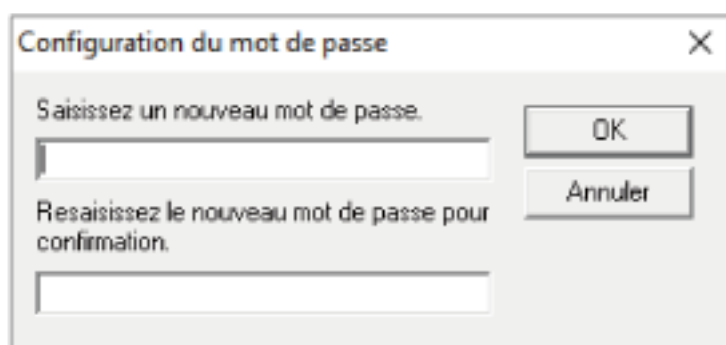 Configuration du mot de passe
Saisissez un nouveau mot de passe.
OK
Annuler
Resaisissez le nouveau mot de passe pour
confirmation.